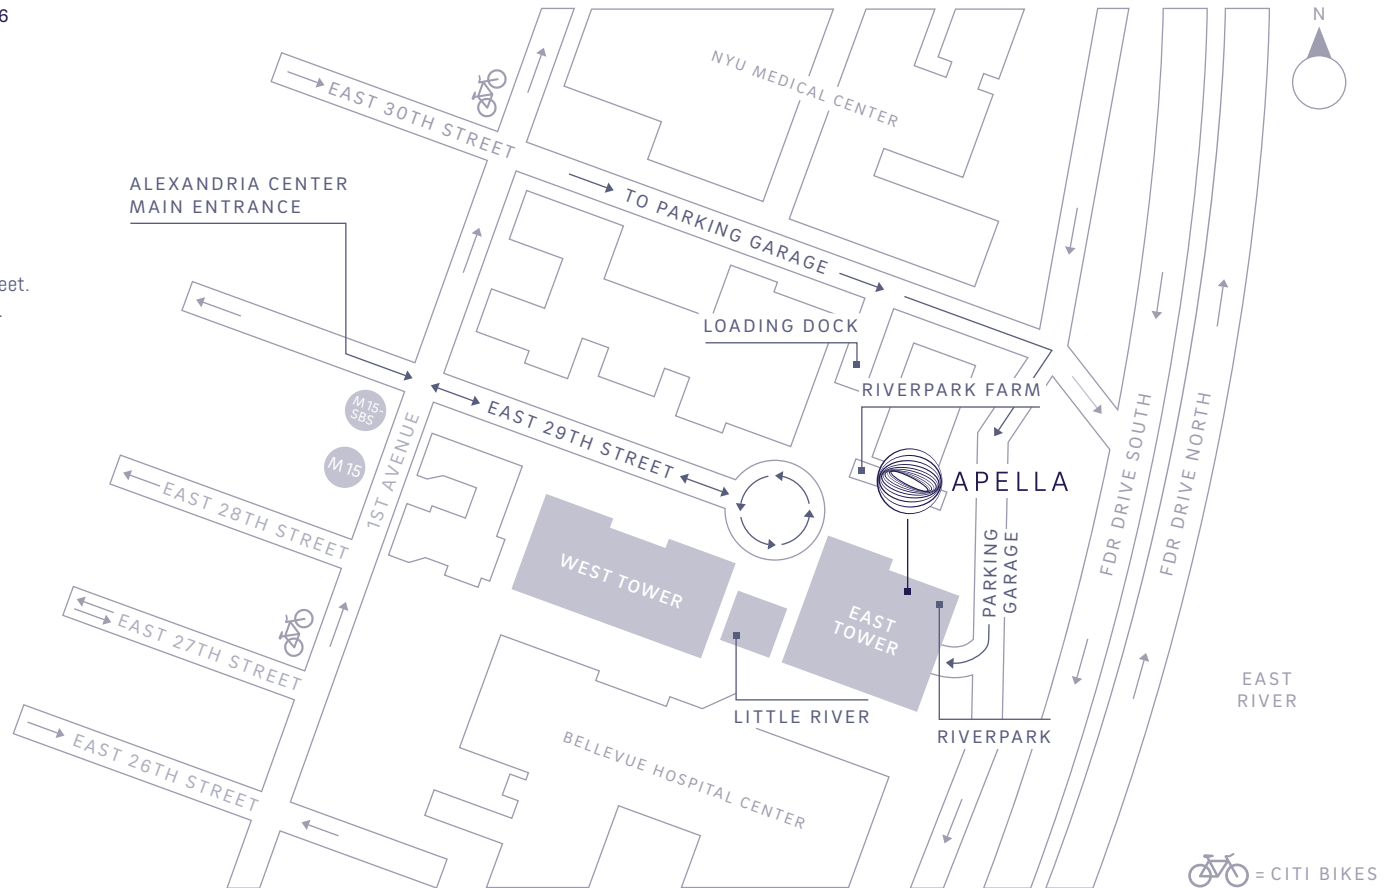 6
N
NYU MEDICAL CENTER
EAST 30TH STREET
ALEXANDRIA CENTER
MAIN ENTRANCE
TO PARKING GARAGE
eet.
.
LOADING DOCK
RIVERPARK FARM
M15-
SBS
EAST 29TH STREET
M15
1ST AVENUE
APELLA
FDR DRIVE SOUTH
FDR DRIVE NORTH
EAST 28TH STREET
WEST TOWER
EAST
TOWER
PARKING
GARAGE
EAST 27TH STREET
EAST
RIVER
LITTLE RIVER
RIVERPARK
EAST 26TH STREET
BELLEVUE HOSPITAL CENTER
= CITI BIKES